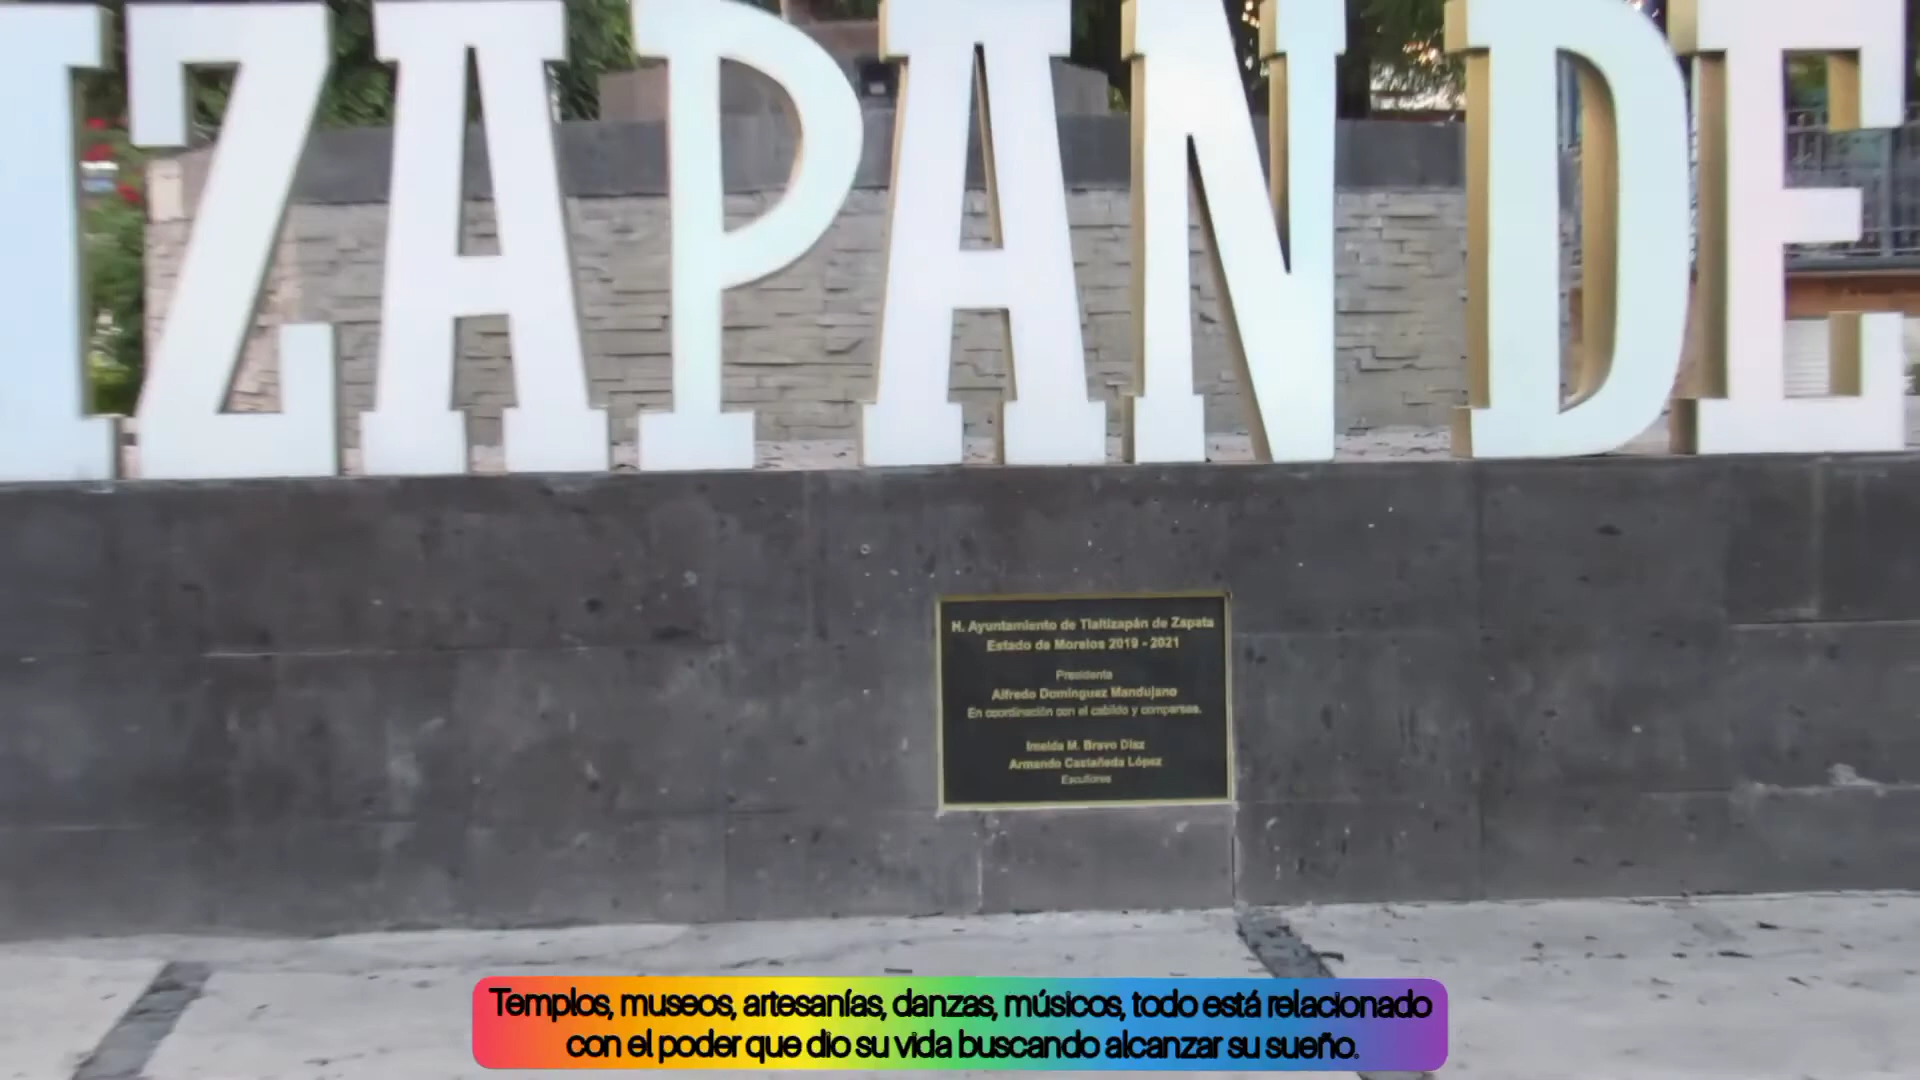 IZAPAN DE
H. Ayuntamiento de Tlaltizapán de Zapata
Estado de Morelos 2019 - 2021
Presidente
Alfredo Domínguez Mandujano
En coordinación con el cabildo y comparsas.
Imelda M. Bravo Díaz
Armando Castañeda López
Escultores
Templos, museos, artesanías, danzas, músicos, todo está relacionado
con el poder que dio su vida buscando alcanzar su sueño.